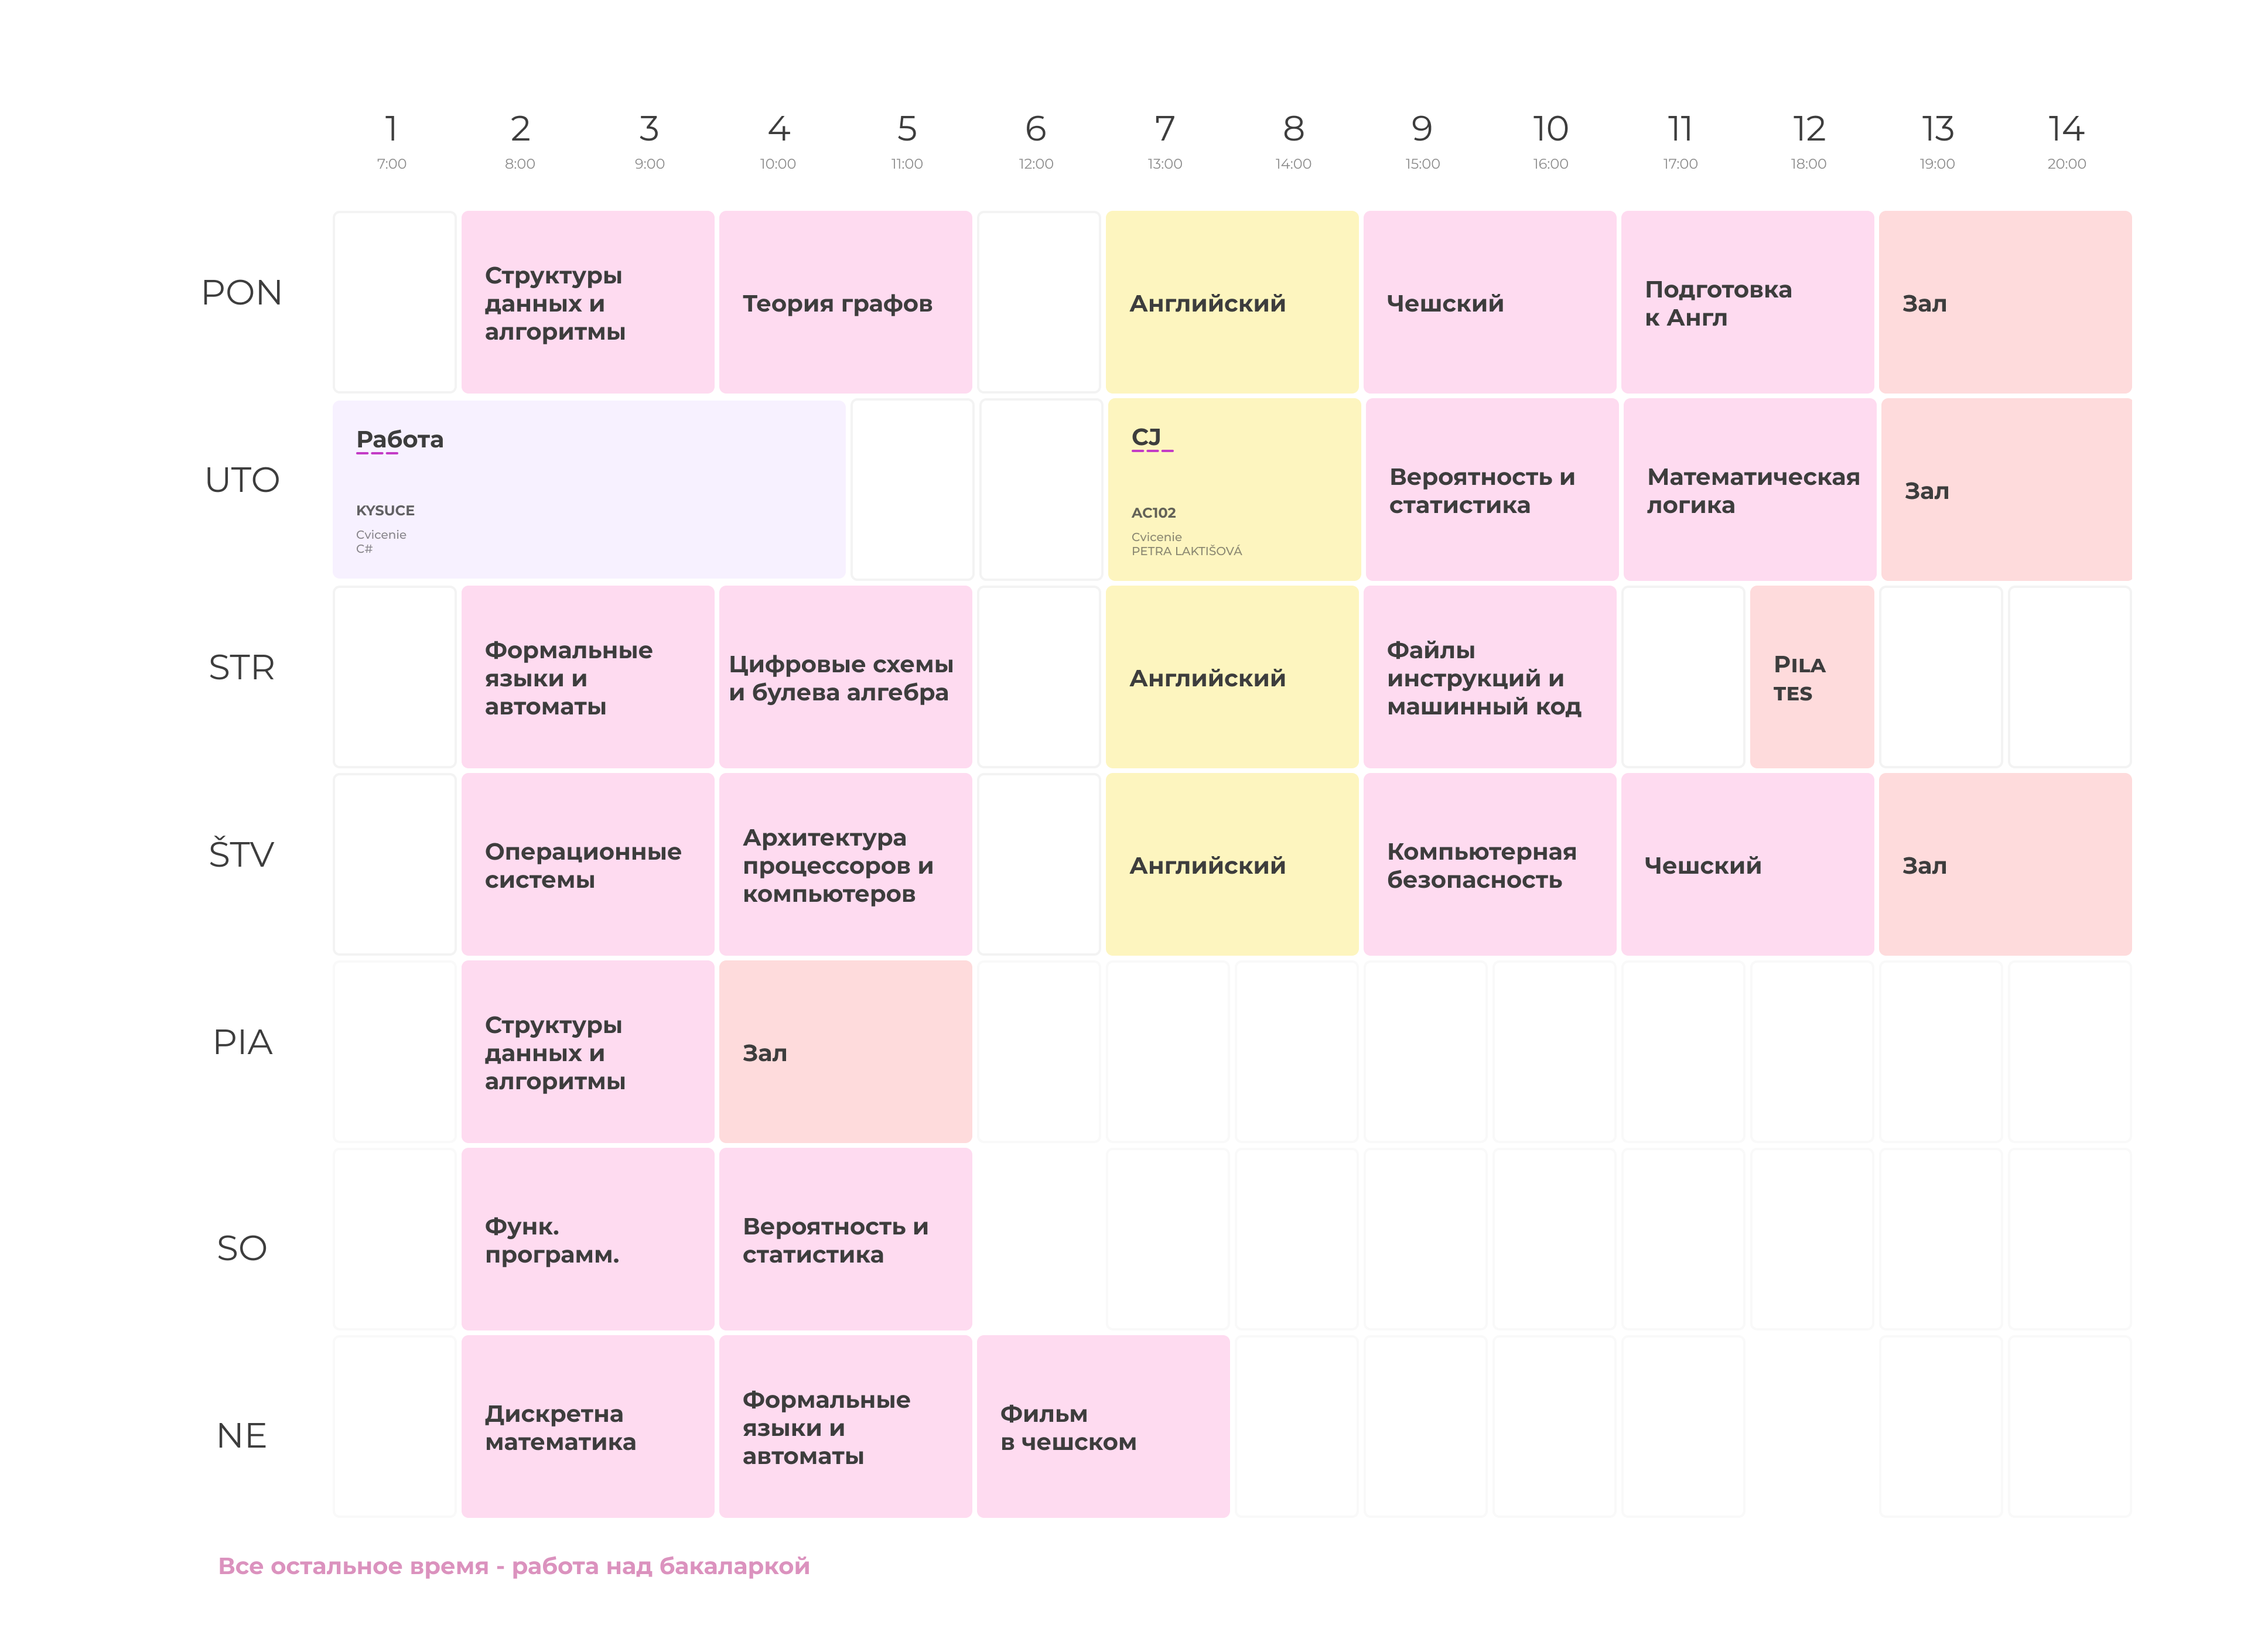 1 2 3 4 5 6 7 8 9 10 11 12 13 14
7:00 8:00 9:00 10:00 11:00 12:00 13:00 14:00 15:00 16:00 17:00 18:00 19:00 20:00
PON
Структуры
данных и
алгоритмы
Теория графов
Английский
Чешский
Подготовка
к Англ
Зал
UTO
Работа
KYSUCE
Cvicenie
C#
CJ
AC102
Cvicenie
PETRA LAKTIŠOVÁ
Вероятность и
статистика
Математическая
логика
Зал
STR
Формальные
языки и
автоматы
Цифровые схемы
и булева алгебра
Английский
Файлы
инструкций и
машинный код
PILA
TES
ŠTV
Операционные
системы
Архитектура
процессоров и
компьютеров
Английский
Компьютерная
безопасность
Чешский
Зал
PIA
Структуры
данных и
алгоритмы
Зал
SO
Функ.
программ.
Вероятность и
статистика
NE
Дискретна
математика
Формальные
языки и
автоматы
Фильм
в чешском
Все остальное время - работа над бакаларкой